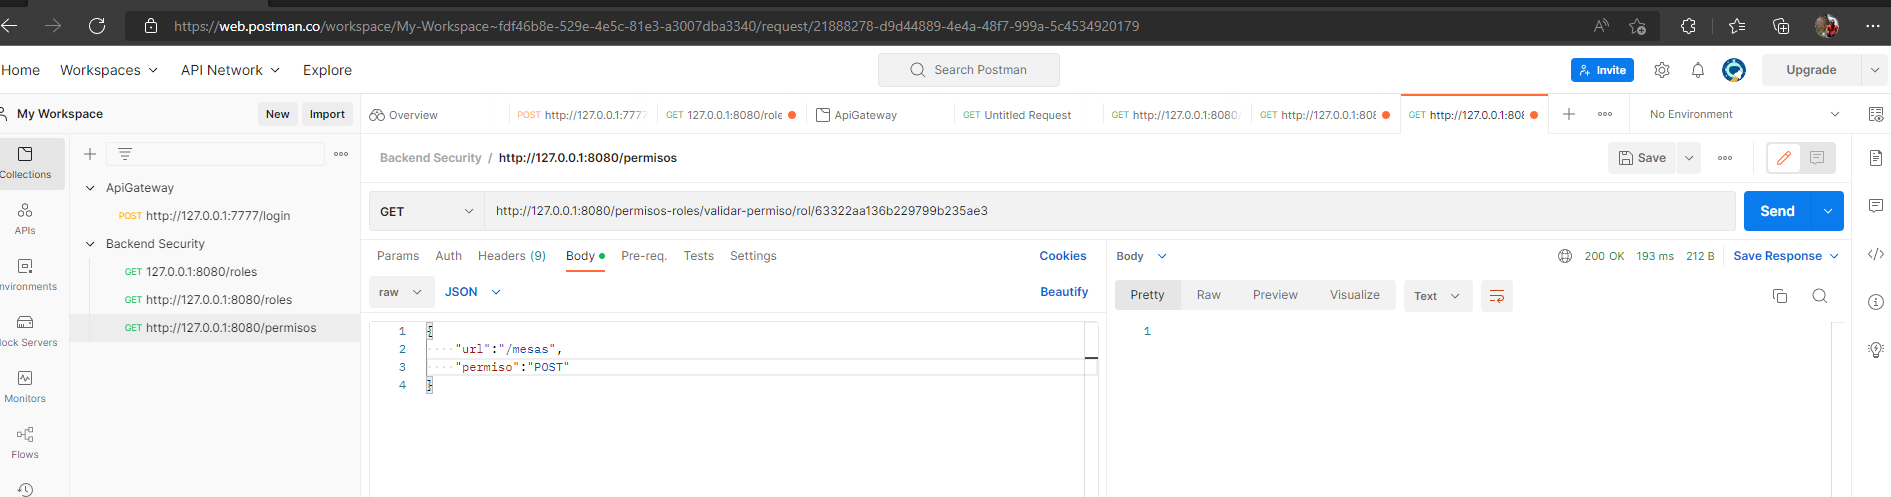 https://web.postman.co/workspace/My-Workspace~fdf46b8e-529e-4e5c-81e3-a3007dba3340/request/21888278-d9d44889-4e4a-48f7-999a-5c4534920179
Home Workspaces API Network Explore
Search Postman
Invite
Upgrade
My Workspace
New Import
Overview
POST http://127.0.0.1:7777
GET 127.0.0.1:8080/role
ApiGateway
GET Untitled Request
GET http://127.0.0.1:8080/
GET http://127.0.0.1:808
GET http://127.0.0.1:808
No Environment
Collections
APIs
nvironments
ock Servers
Monitors
Flows
ApiGateway
POST http://127.0.0.1:7777/login
Backend Security
GET 127.0.0.1:8080/roles
GET http://127.0.0.1:8080/roles
GET http://127.0.0.1:8080/permisos
Backend Security / http://127.0.0.1:8080/permisos
Save
GET http://127.0.0.1:8080/permisos-roles/validar-permiso/rol/63322aa136b229799b235ae3
Send
Params Auth Headers (9) Body Pre-req. Tests Settings
Cookies
raw JSON
Beautify
1 {
2 "url":"/mesas",
3 "permiso":"POST"
4 }
Body
200 OK 193 ms 212 B Save Response
Pretty Raw Preview Visualize Text
1